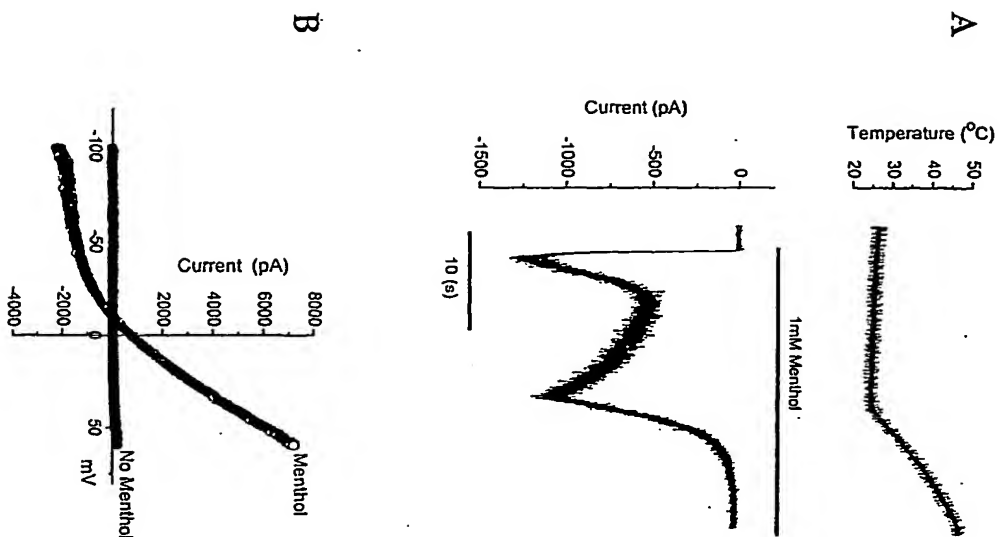 A
Temperature (°C)
50
40
30
20
1mM Menthol
Current (pA)
0
-500
-1000
-1500
10 (s)
B
Current (pA)
8000
6000
4000
2000
0
-2000
-4000
-100
-50
0
50
mV
Menthol
No Menthol